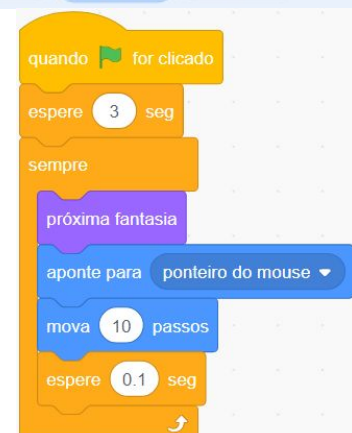 quando for clicado
espere 3 seg
sempre
próxima fantasia
aponte para ponteiro do mouse
mova 10 passos
espere 0.1 seg